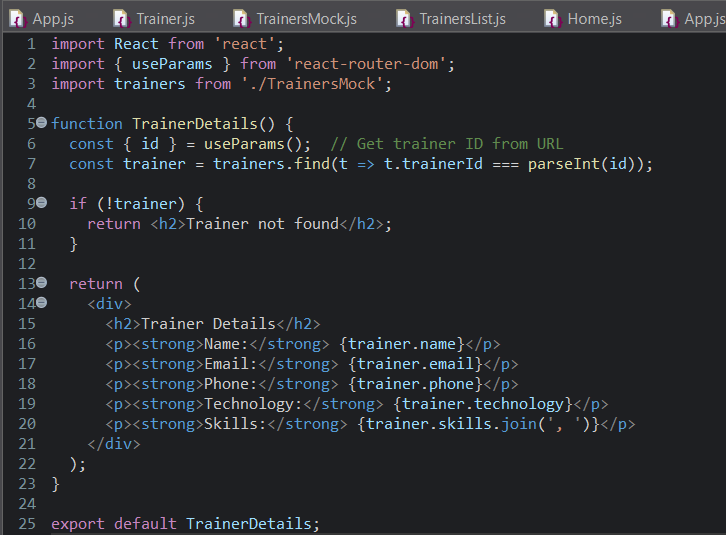 App.js Trainer.js TrainersMock.js TrainersList.js Home.js App.js
1 import React from 'react';
2 import { useParams } from 'react-router-dom';
3 import trainers from './TrainersMock';
4
5 function TrainerDetails() {
6   const { id } = useParams();  // Get trainer ID from URL
7   const trainer = trainers.find(t => t.trainerId === parseInt(id));
8
9   if (!trainer) {
10     return <h2>Trainer not found</h2>;
11   }
12
13   return (
14     <div>
15       <h2>Trainer Details</h2>
16       <p><strong>Name:</strong> {trainer.name}</p>
17       <p><strong>Email:</strong> {trainer.email}</p>
18       <p><strong>Phone:</strong> {trainer.phone}</p>
19       <p><strong>Technology:</strong> {trainer.technology}</p>
20       <p><strong>Skills:</strong> {trainer.skills.join(', ')}</p>
21     </div>
22   );
23 }
24
25 export default TrainerDetails;